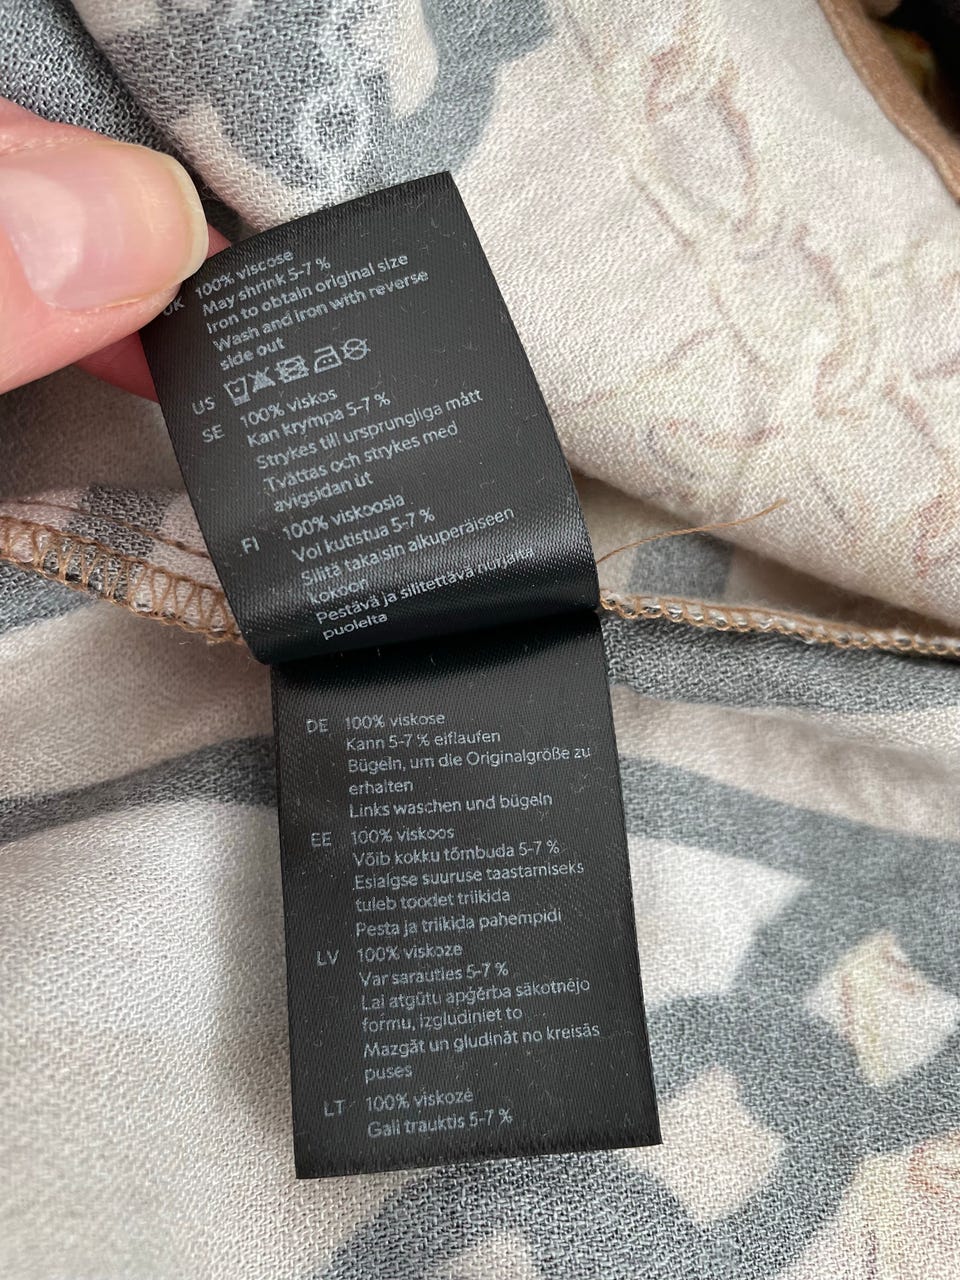 UK 100% viscose
May shrink 5-7 %
Iron to obtain original size
Wash and iron with reverse
side out
US
SE 100% viskos
Kan krympa 5-7 %
Strykes till ursprungliga mått
Tvättas och strykes med
avigsidan ut
FI 100% viskoosia
Voi kutistua 5-7 %
Silitä takaisin alkuperäiseen
kokoon
Pestävä ja silitettävä nurjalta
puolelta
DE 100% viskose
Kann 5-7 % eiflaufen
Bügeln, um die Originalgröße zu
erhalten
Links waschen und bügeln
EE 100% viskoos
Võib kokku tõmbuda 5-7 %
Esialgse suuruse taastamiseks
tuleb toodet triikida
Pesta ja triikida pahempidi
LV 100% viskoze
Var sarauties 5-7 %
Lai atgūtu apģērba sākotnējo
formu, izgludiniet to
Mazgāt un gludināt no kreisās
puses
LT 100% viskozė
Gali trauktis 5-7 %